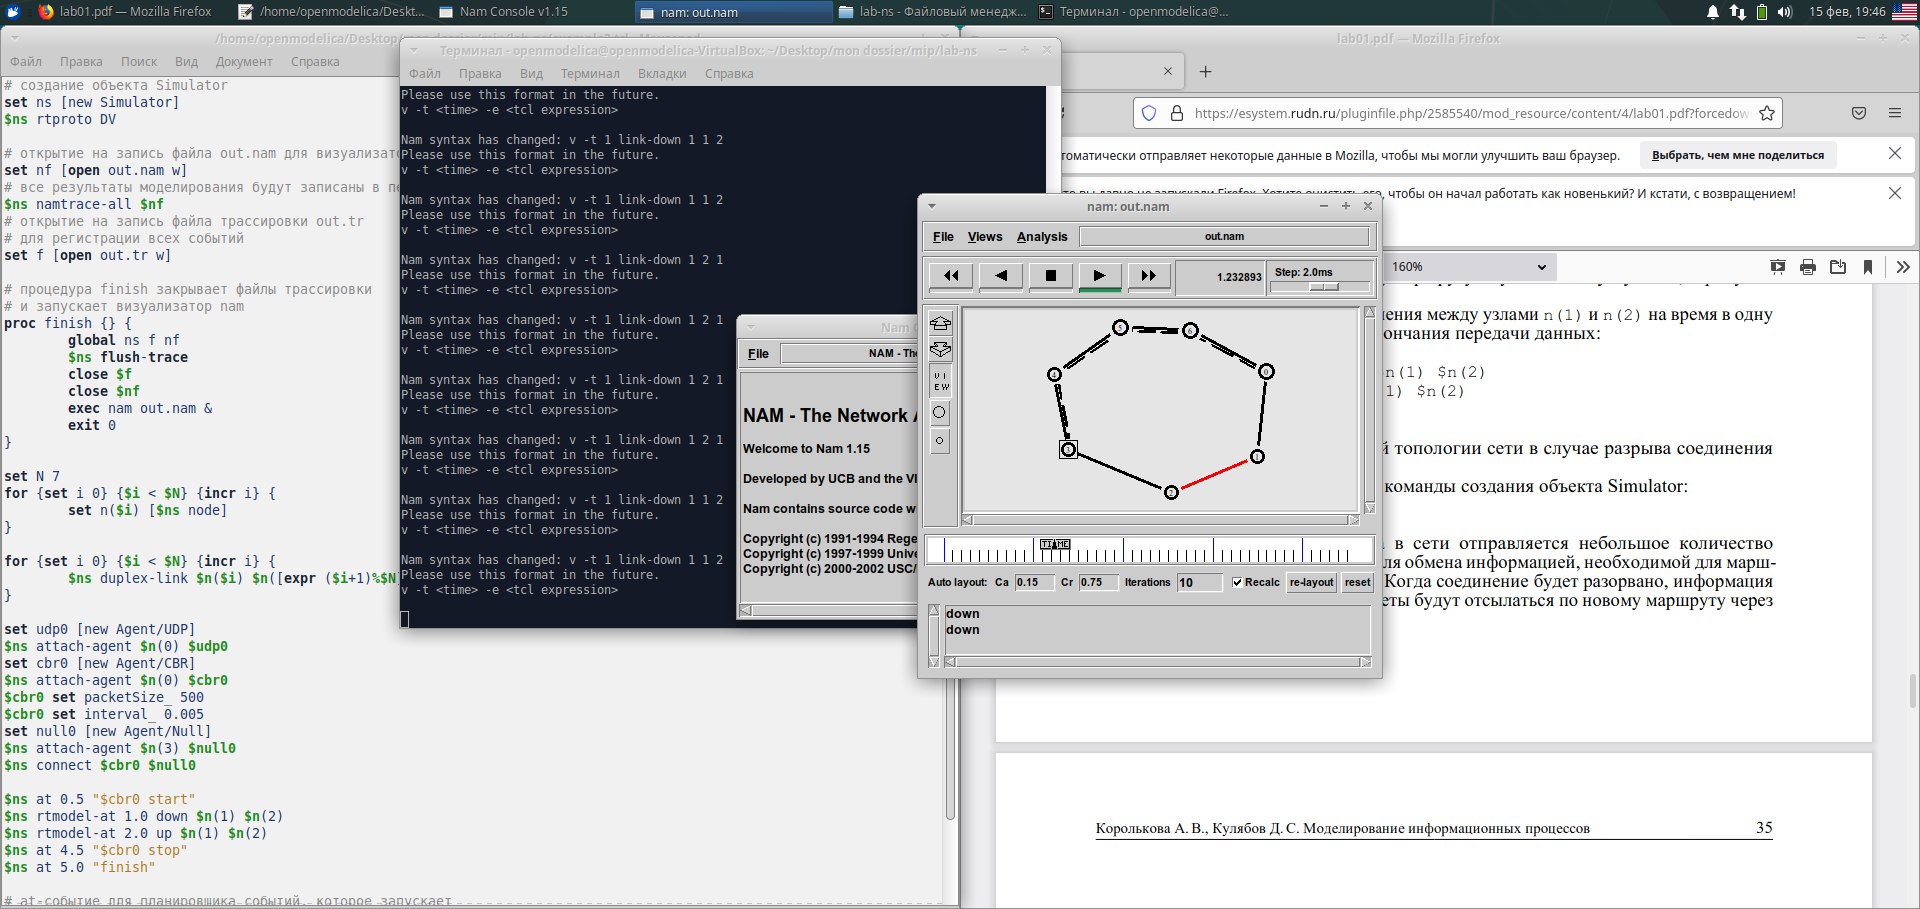 lab01.pdf — Mozilla Firefox
/home/openmodelica/Deskt...
Nam Console v1.15
nam: out.nam
lab-ns - Файловый менедж...
Терминал - openmodelica@...
15 фев, 19:46
Файл Правка Поиск Вид Документ Справка
# создание объекта Simulator
set ns [new Simulator]
$ns rtproto DV
# открытие на запись файла out.nam для визуализат
set nf [open out.nam w]
# все результаты моделирования будут записаны в пе
$ns namtrace-all $nf
# открытие на запись файла трассировки out.tr
# для регистрации всех событий
set f [open out.tr w]
# процедура finish закрывает файлы трассировки
# и запускает визуализатор nam
proc finish {} {
global ns f nf
$ns flush-trace
close $f
close $nf
exec nam out.nam &
exit 0
}
set N 7
for {set i 0} {$i < $N} {incr i} {
set n($i) [$ns node]
}
for {set i 0} {$i < $N} {incr i} {
$ns duplex-link $n($i) $n([expr ($i+1)%$N]
}
set udp0 [new Agent/UDP]
$ns attach-agent $n(0) $udp0
set cbr0 [new Agent/CBR]
$ns attach-agent $n(0) $cbr0
$cbr0 set packetSize_ 500
$cbr0 set interval_ 0.005
set null0 [new Agent/Null]
$ns attach-agent $n(3) $null0
$ns connect $cbr0 $null0
$ns at 0.5 "$cbr0 start"
$ns rtmodel-at 1.0 down $n(1) $n(2)
$ns rtmodel-at 2.0 up $n(1) $n(2)
$ns at 4.5 "$cbr0 stop"
$ns at 5.0 "finish"
# at-событие для планировщика событий, которое запускает
Терминал - openmodelica@openmodelica-VirtualBox:~/Desktop/mon dossier/mip/lab-ns
Файл Правка Вид Терминал Вкладки Справка
Please use this format in the future.
v -t <time> -e <tcl expression>
Nam syntax has changed: v -t 1 link-down 1 1 2
Please use this format in the future.
v -t <time> -e <tcl expression>
Nam syntax has changed: v -t 1 link-down 1 1 2
Please use this format in the future.
v -t <time> -e <tcl expression>
Nam syntax has changed: v -t 1 link-down 1 2 1
Please use this format in the future.
v -t <time> -e <tcl expression>
Nam syntax has changed: v -t 1 link-down 1 2 1
Please use this format in the future.
v -t <time> -e <tcl expression>
Nam syntax has changed: v -t 1 link-down 1 2 1
Please use this format in the future.
v -t <time> -e <tcl expression>
Nam syntax has changed: v -t 1 link-down 1 2 1
Please use this format in the future.
v -t <time> -e <tcl expression>
Nam syntax has changed: v -t 1 link-down 1 1 2
Please use this format in the future.
v -t <time> -e <tcl expression>
Nam syntax has changed: v -t 1 link-down 1 1 2
Please use this format in the future.
v -t <time> -e <tcl expression>
File
NAM - The
NAM - The Network A
Welcome to Nam 1.15
Developed by UCB and the VI
Nam contains source code w
Copyright (c) 1991-1994 Rege
Copyright (c) 1997-1999 Unive
Copyright (c) 2000-2002 USC/
nam: out.nam
File Views Analysis
out.nam
1.232893
Step: 2.0ms
VIEW
5 6
4 0
3 1
2
TIME
Auto layout: Ca 0.15 Cr 0.75 Iterations 10 Recalc re-layout reset
down
down
lab01.pdf — Mozilla Firefox
https://esystem.rudn.ru/pluginfile.php/2585540/mod_resource/content/4/lab01.pdf?forcedow
томатически отправляет некоторые данные в Mozilla, чтобы мы могли улучшить ваш браузер.
Выбрать, чем мне поделиться
то вы давно не запускали Firefox. Хотите очистить его, чтобы он начал работать как новенький? И кстати, с возвращением!
160%
ения между узлами n(1) и n(2) на время в одну
ончания передачи данных:
n(1) $n(2)
1) $n(2)
й топологии сети в случае разрыва соединения
команды создания объекта Simulator:
в сети отправляется небольшое количество
ля обмена информацией, необходимой для марш-
Когда соединение будет разорвано, информация
еты будут отсылаться по новому маршруту через
Королькова А. В., Кулябов Д. С. Моделирование информационных процессов 35